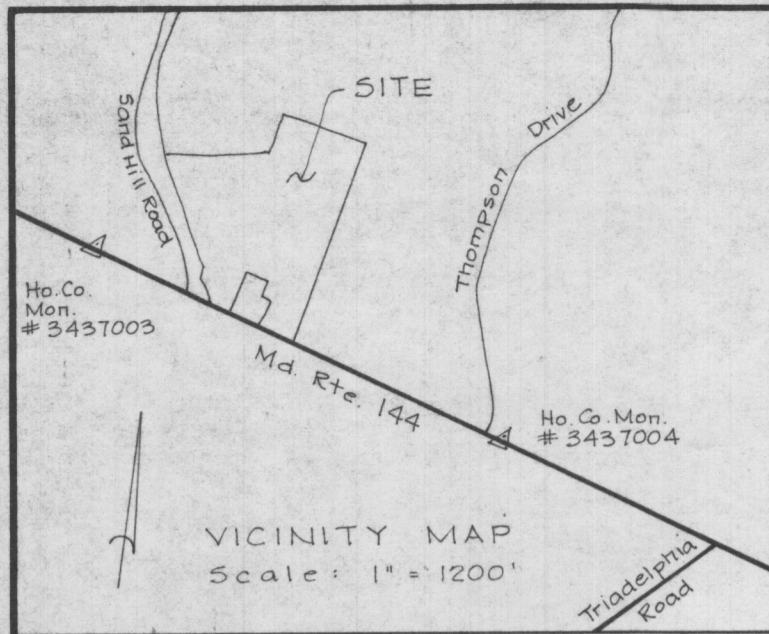 SITE
Sand Hill Road
Thompson Drive
Ho. Co.
Mon.
# 3437003
Md. Rte. 144
Ho. Co. Mon.
# 3437004
VICINITY MAP
Scale: 1" = 1200'
Triadelphia
Road